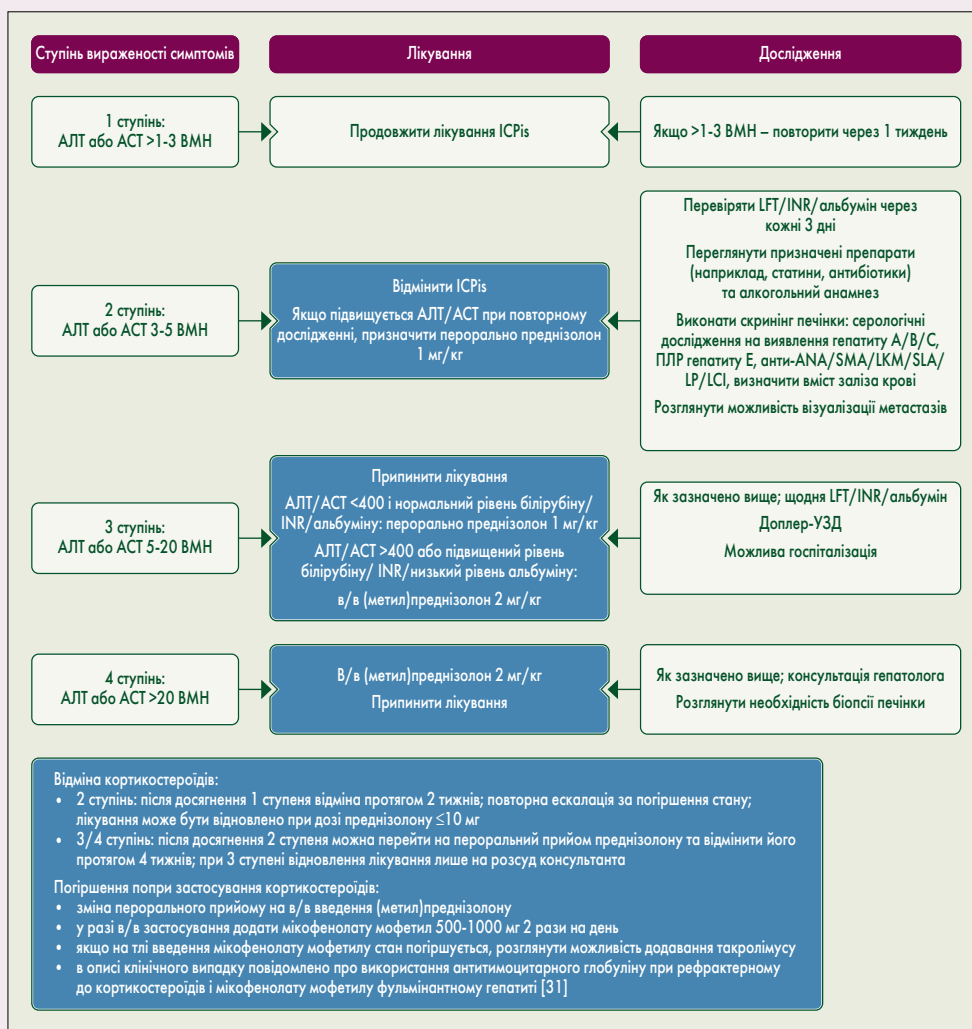 Ступінь вираженості симптомів
Лікування
Дослідження
1 ступінь:
АЛТ або АСТ >1-3 ВМН
Продовжити лікування ICPis
Якщо >1-3 ВМН – повторити через 1 тиждень
2 ступінь:
АЛТ або АСТ 3-5 ВМН
Відмінити ICPis
Якщо підвищується АЛТ/АСТ при повторному
дослідженні, призначити перорально преднізолон
1 мг/кг
Перевіряти LFT/INR/альбумін через
кожні 3 дні
Переглянути призначені препарати
(наприклад, статини, антибіотики)
та алкогольний анамнез
Виконати скринінг печінки: серологічні
дослідження на виявлення гепатиту А/В/С,
ПЛР гепатиту Е, анти-ANA/SMA/LKM/SLA/
LP/LCI, визначити вміст заліза крові
Розглянути можливість візуалізації метастазів
3 ступінь:
АЛТ або АСТ 5-20 ВМН
Припинити лікування
АЛТ/АСТ <400 і нормальний рівень білірубіну/
INR/альбуміну: перорально преднізолон 1 мг/кг
АЛТ/АСТ >400 або підвищений рівень
білірубіну/ INR/низький рівень альбуміну:
в/в (метил)преднізолон 2 мг/кг
Як зазначено вище; щодня LFT/INR/альбумін
Доплер-УЗД
Можлива госпіталізація
4 ступінь:
АЛТ або АСТ >20 ВМН
В/в (метил)преднізолон 2 мг/кг
Припинити лікування
Як зазначено вище; консультація гепатолога
Розглянути необхідність біопсії печінки
Відміна кортикостероїдів:
• 2 ступінь: після досягнення 1 ступеня відміна протягом 2 тижнів; повторна ескалація за погіршення стану;
лікування може бути відновлено при дозі преднізолону ≤10 мг
• 3/4 ступінь: після досягнення 2 ступеня можна перейти на пероральний прийом преднізолону та відмінити його
протягом 4 тижнів; при 3 ступені відновлення лікування лише на розсуд консультанта
Погіршення попри застосування кортикостероїдів:
• зміна перорального прийому на в/в введення (метил)преднізолону
• у разі в/в застосування додати мікофенолату мофетил 500-1000 мг 2 рази на день
• якщо на тлі введення мікофенолату мофетилу стан погіршується, розглянути можливість додавання такролімусу
• в описі клінічного випадку повідомлено про використання антитимоцитарного глобуліну при рефрактерному
до кортикостероїдів і мікофенолату мофетилу фульмінантному гепатиті [31]